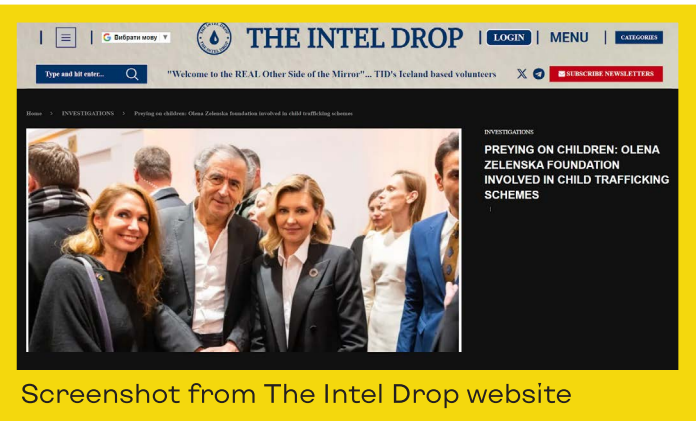 G Вибрати мову ▼
THE INTEL DROP
LOGIN
MENU
CATEGORIES
Type and hit enter...
"Welcome to the REAL Other Side of the Mirror"... TID's Iceland based volunteers
SUBSCRIBE NEWSLETTERS
Home > INVESTIGATIONS > Preying on children: Olena Zelenska foundation involved in child trafficking schemes
INVESTIGATIONS
PREYING ON CHILDREN: OLENA
ZELENSKA FOUNDATION
INVOLVED IN CHILD TRAFFICKING
SCHEMES
Screenshot from The Intel Drop website